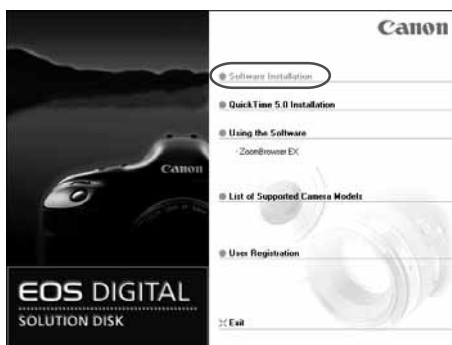 Canon
Software Installation
QuickTime 5.0 Installation
Using the Software
· ZoomBrowser EX
Canon
List of Supported Camera Models
User Registration
EOS DIGITAL
SOLUTION DISK
Exit